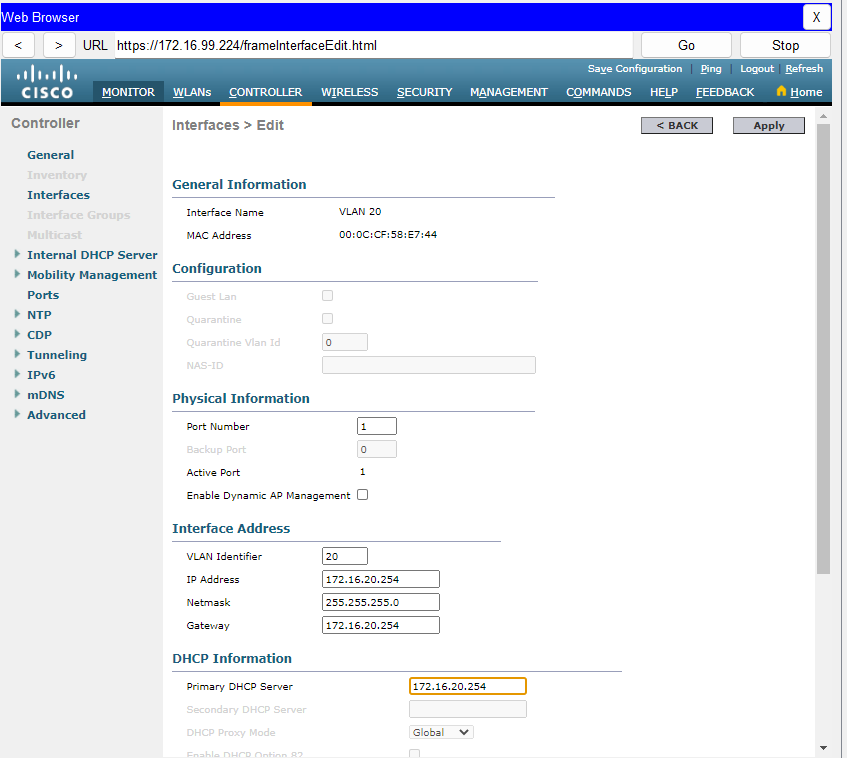 Web Browser X
< > URL https://172.16.99.224/frameInterfaceEdit.html Go Stop
Save Configuration | Ping | Logout | Refresh
CISCO MONITOR WLANs CONTROLLER WIRELESS SECURITY MANAGEMENT COMMANDS HELP FEEDBACK Home
Controller
General
Inventory
Interfaces
Interface Groups
Multicast
Internal DHCP Server
Mobility Management
Ports
NTP
CDP
Tunneling
IPv6
mDNS
Advanced
Interfaces > Edit < BACK Apply
General Information
Interface Name VLAN 20
MAC Address 00:0C:CF:58:E7:44
Configuration
Guest Lan
Quarantine
Quarantine Vlan Id 0
NAS-ID
Physical Information
Port Number 1
Backup Port 0
Active Port 1
Enable Dynamic AP Management
Interface Address
VLAN Identifier 20
IP Address 172.16.20.254
Netmask 255.255.255.0
Gateway 172.16.20.254
DHCP Information
Primary DHCP Server 172.16.20.254
Secondary DHCP Server
DHCP Proxy Mode Global
Enable DHCP Option 82